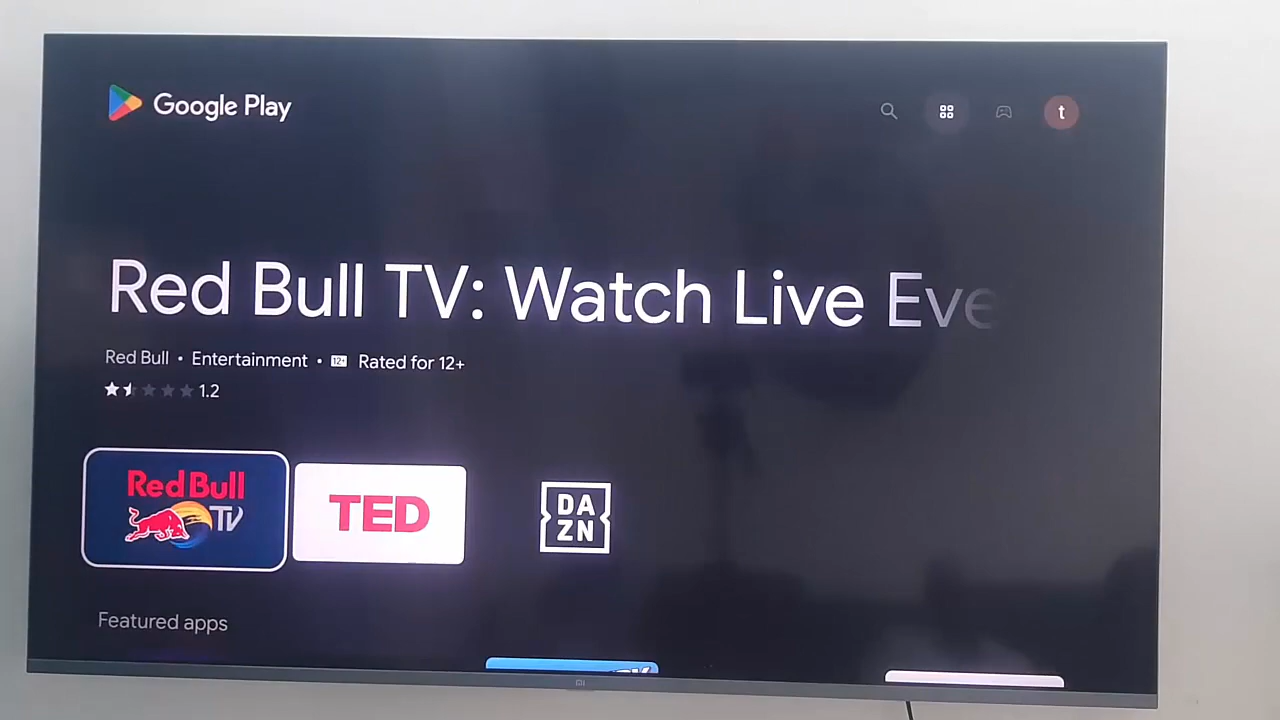 Google Play
t
Red Bull TV: Watch Live Eve
Red Bull • Entertainment • 12+ Rated for 12+
1.2
Red Bull
TV
TED
DA
ZN
Featured apps
mi